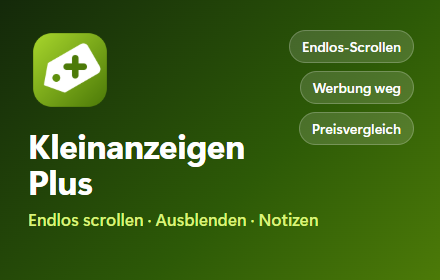 Endlos-Scrollen
Werbung weg
Preisvergleich
Kleinanzeigen
Plus
Endlos scrollen · Ausblenden · Notizen